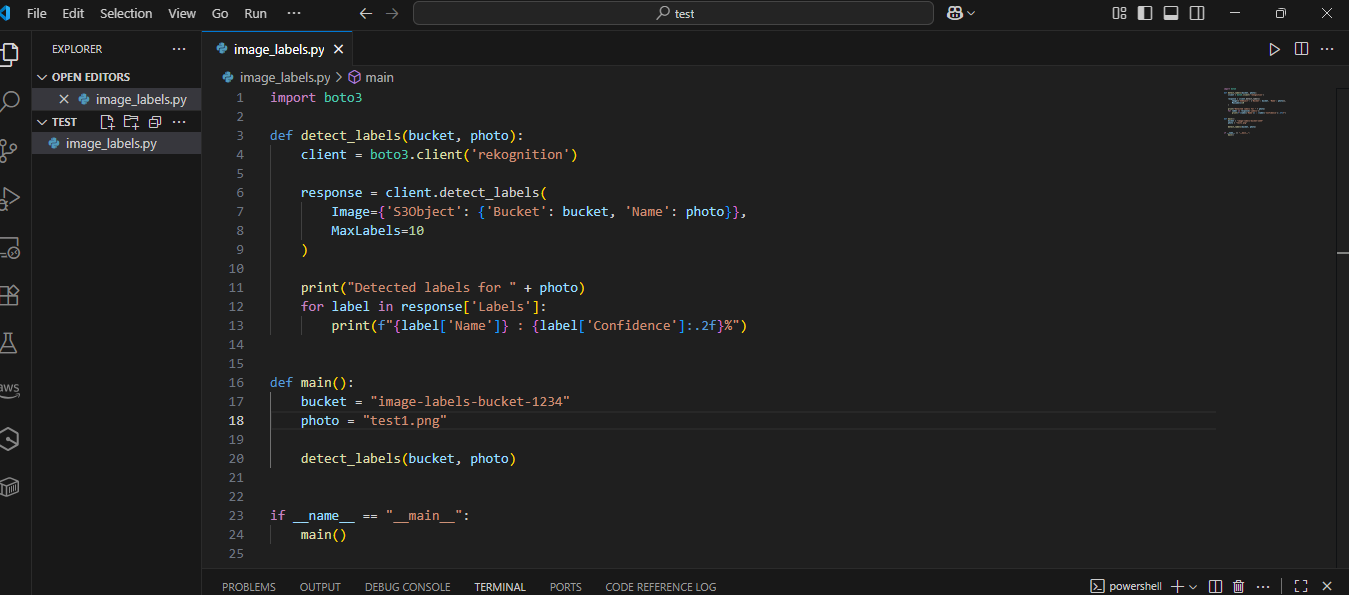 File Edit Selection View Go Run ··· test
EXPLORER ···
OPEN EDITORS
image_labels.py
TEST ···
image_labels.py
aws
image_labels.py
image_labels.py > main
1 import boto3
2
3 def detect_labels(bucket, photo):
4 client = boto3.client('rekognition')
5
6 response = client.detect_labels(
7 Image={'S3Object': {'Bucket': bucket, 'Name': photo}},
8 MaxLabels=10
9 )
10
11 print("Detected labels for " + photo)
12 for label in response['Labels']:
13 print(f"{label['Name']} : {label['Confidence']:.2f}%")
14
15
16 def main():
17 bucket = "image-labels-bucket-1234"
18 photo = "test1.png"
19
20 detect_labels(bucket, photo)
21
22
23 if __name__ == "__main__":
24 main()
25
PROBLEMS OUTPUT DEBUG CONSOLE TERMINAL PORTS CODE REFERENCE LOG powershell ···